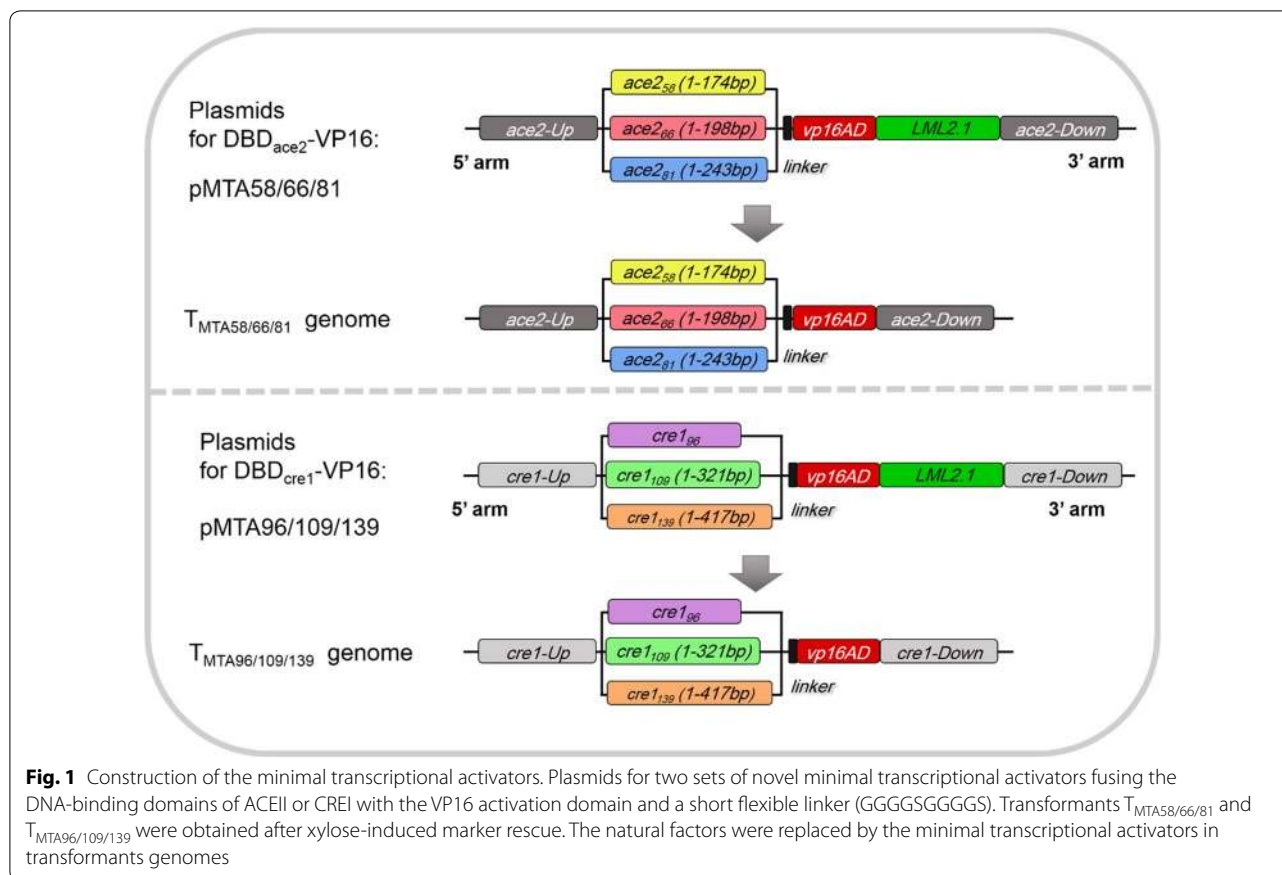 ace2₅₈ (1-174bp)
Plasmids
for DBDace2-VP16:
ace2-Up
ace2₆₆ (1-198bp)
vp16AD
LML2.1
ace2-Down
5' arm
ace2₈₁ (1-243bp)
linker
3' arm
pMTA58/66/81
ace2₅₈ (1-174bp)
TMTA58/66/81 genome
ace2-Up
ace2₆₆ (1-198bp)
vp16AD
ace2-Down
ace2₈₁ (1-243bp)
linker
Plasmids
for DBDcre1-VP16:
cre1₉₆
cre1-Up
cre1₁₀₉ (1-321bp)
vp16AD
LML2.1
cre1-Down
5' arm
cre1₁₃₉ (1-417bp)
linker
3' arm
pMTA96/109/139
cre1₉₆
TMTA96/109/139 genome
cre1-Up
cre1₁₀₉ (1-321bp)
vp16AD
cre1-Down
cre1₁₃₉ (1-417bp)
linker
Fig. 1 Construction of the minimal transcriptional activators. Plasmids for two sets of novel minimal transcriptional activators fusing the
DNA-binding domains of ACEII or CREI with the VP16 activation domain and a short flexible linker (GGGGSGGGGS). Transformants TMTA58/66/81 and
TMTA96/109/139 were obtained after xylose-induced marker rescue. The natural factors were replaced by the minimal transcriptional activators in
transformants genomes